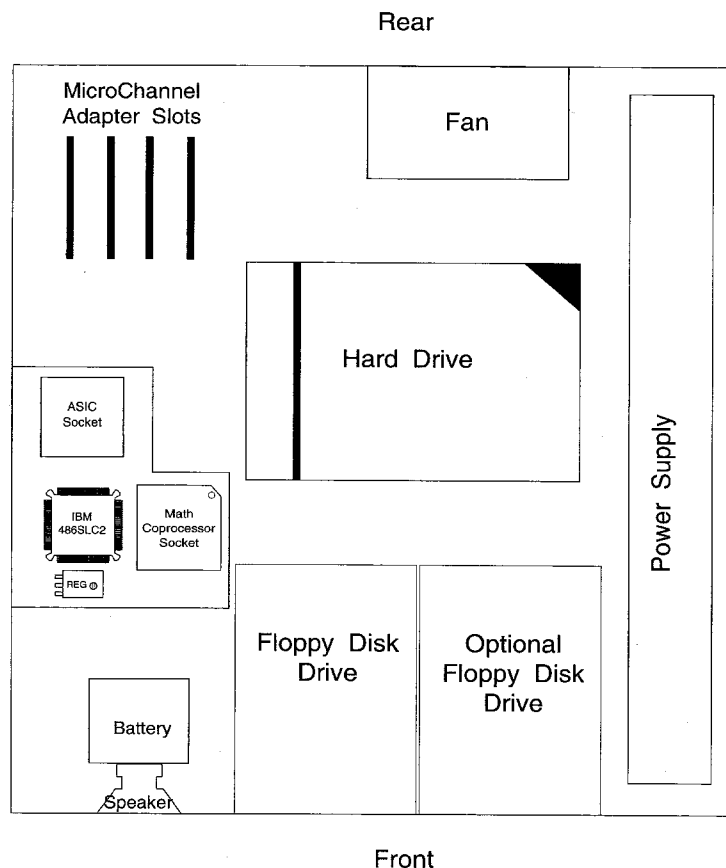 Rear
MicroChannel
Adapter Slots
Fan
Hard Drive
ASIC
Socket
IBM
486SLC2
Math
Coprocessor
Socket
REG
Power Supply
Floppy Disk
Drive
Optional
Floppy Disk
Drive
Battery
Speaker
Front